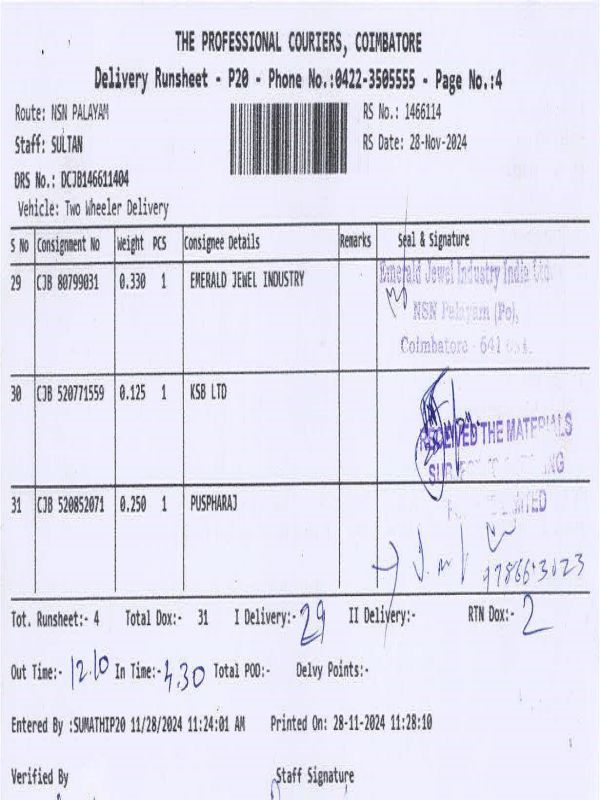 THE PROFESSIONAL COURIERS, COIMBATORE
Delivery Runsheet - P20 - Phone No.:0422-3505555 - Page No.:4
Route: NSN PALAYAM
RS No.: 1466114
Staff: SULTAN
RS Date: 28-Nov-2024
DRS No.: DCJB146611404
Vehicle: Two Wheeler Delivery
S No Consignment No Weight PCS Consignee Details Remarks Seal & Signature
29 CJB 80799031 0.330 1 EMERALD JEWEL INDUSTRY
Emerald Jewel Industry India Ltd.
NSN Palayam (Po),
Coimbatore - 641
30 CJB 520771559 0.125 1 KSB LTD
RECEIVED THE MATERIALS
31 CJB 520852071 0.250 1 PUSPHARAJ
LIMITED
Tot. Runsheet:- 4 Total Dox:- 31 I Delivery:- 29 II Delivery:- RTN Dox:- 2
Out Time:- 12.10 In Time:- 4.30 Total POD:- Delvy Points:-
Entered By :SUMATHIP20 11/28/2024 11:24:01 AM Printed On: 28-11-2024 11:28:10
Verified By Staff Signature